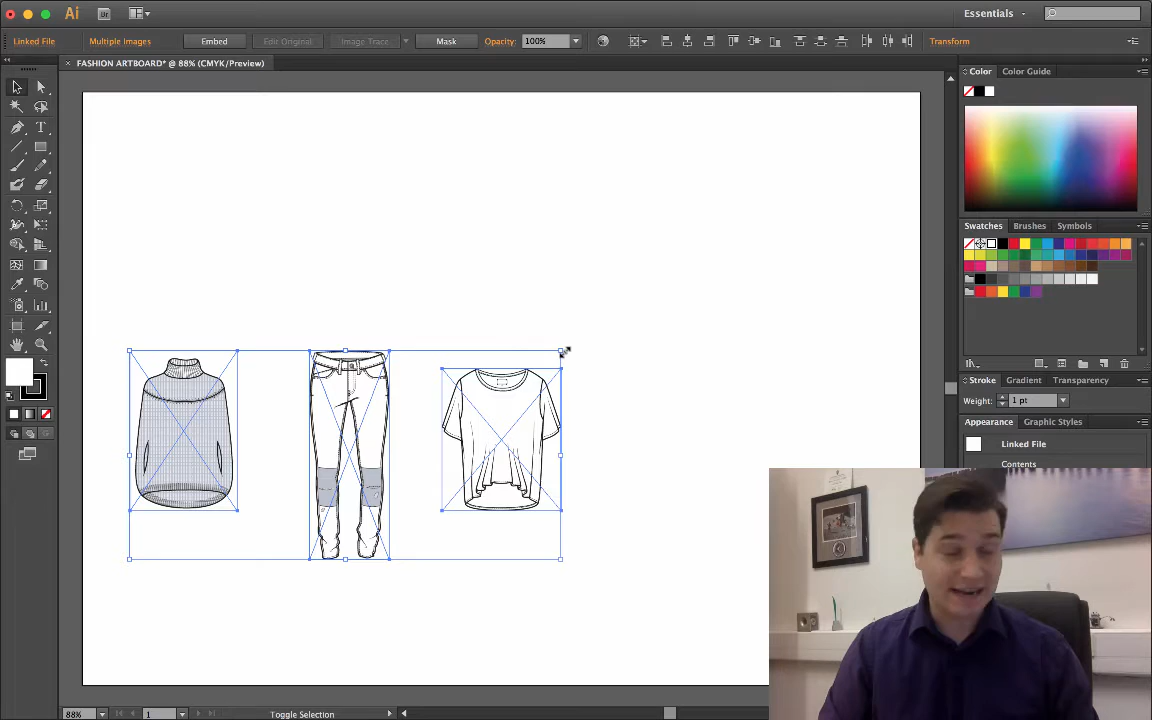 Ai Br Essentials
Linked File Multiple Images Embed Edit Original Image Trace Mask Opacity: 100% Transform
× FASHION ARTBOARD* @ 88% (CMYK/Preview)
Color Color Guide
Swatches Brushes Symbols
Stroke Gradient Transparency
Weight: 1 pt
Appearance Graphic Styles
Linked File
Contents
88% 1 Toggle Selection